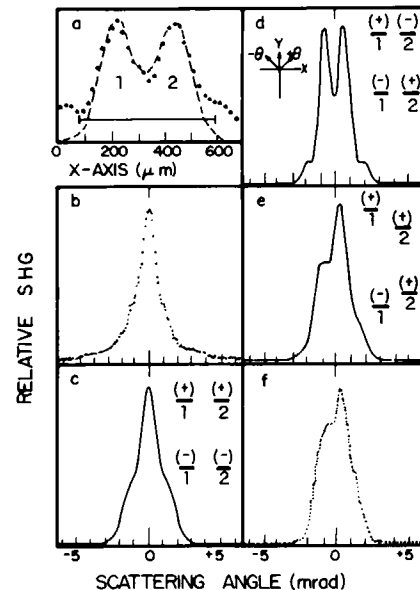 a
1 2
0 200 400 600
X-AXIS (μm)
b
c
(+) (+)
1 2
(-) (-)
1 2
-5 0 +5
d
-θ Y +θ
X
(+) (-)
1 2
(-) (+)
1 2
e
(+)
1 (+)
2
(+)
(-) 2
1
f
-5 0 +5
RELATIVE SHG
SCATTERING ANGLE (mrad)